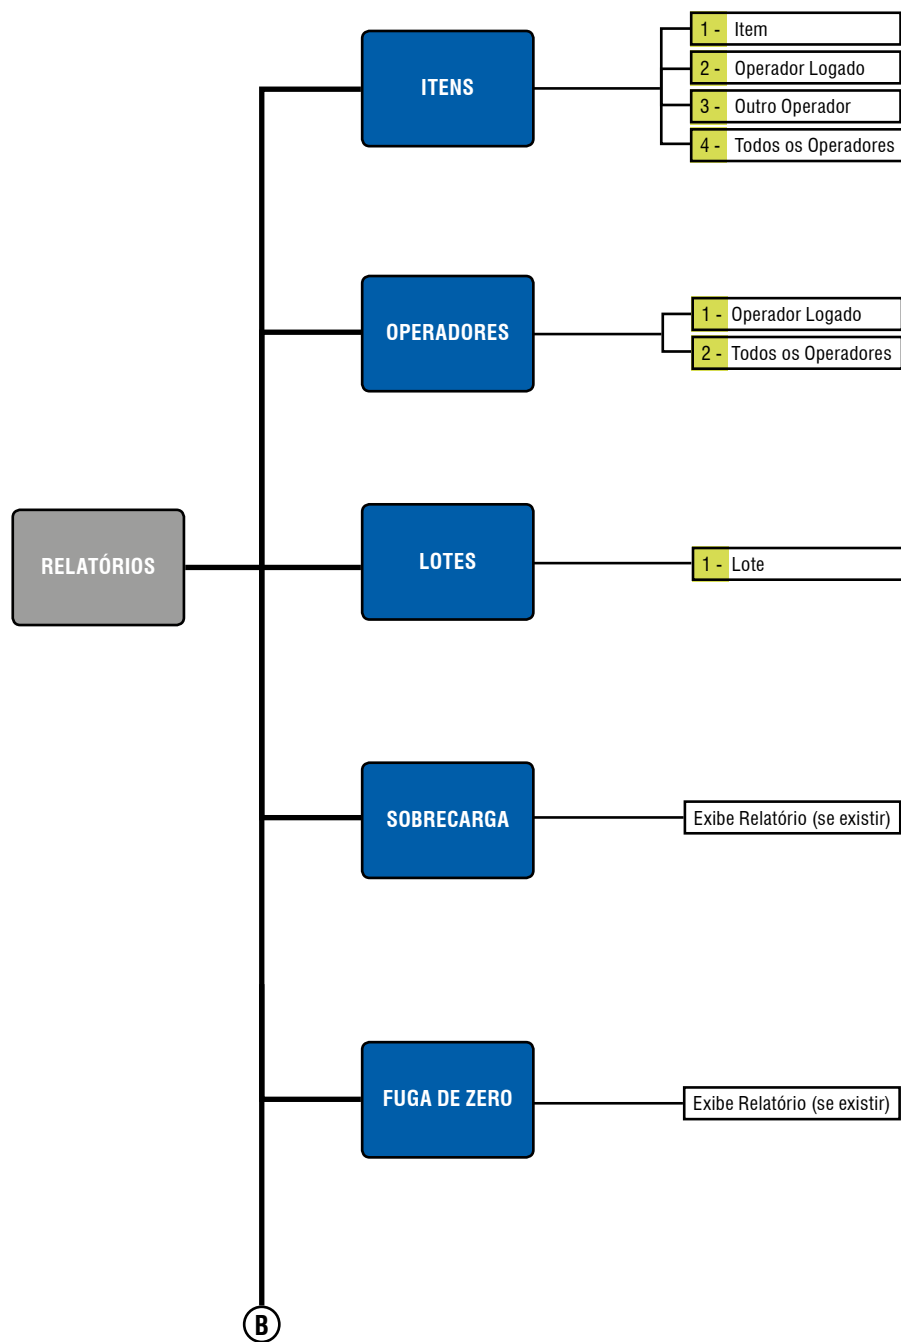 ITENS
1 - Item
2 - Operador Logado
3 - Outro Operador
4 - Todos os Operadores
OPERADORES
1 - Operador Logado
2 - Todos os Operadores
RELATÓRIOS
LOTES
1 - Lote
SOBRECARGA
Exibe Relatório (se existir)
FUGA DE ZERO
Exibe Relatório (se existir)
B